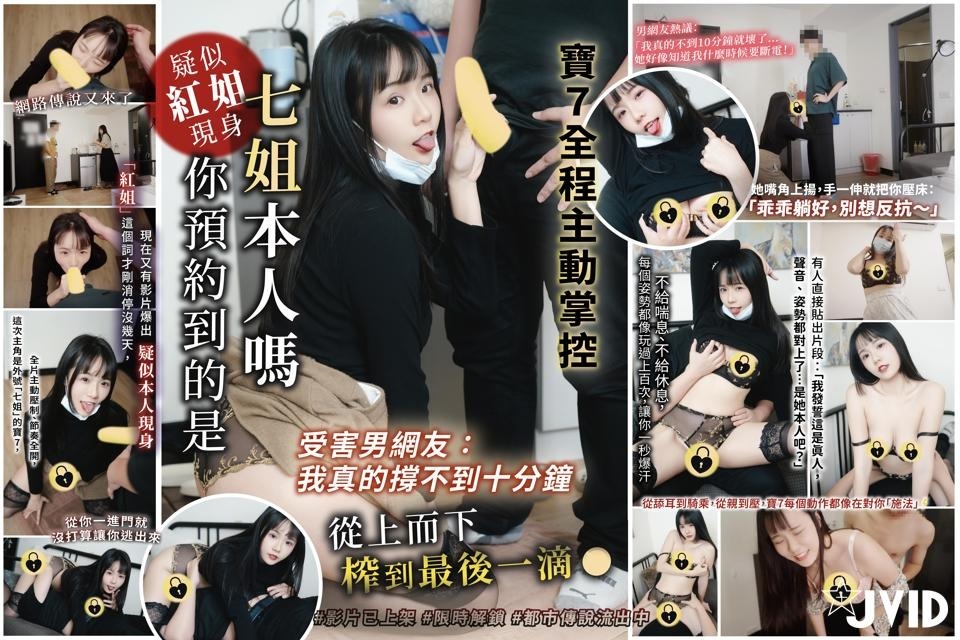 網路傳說又來了
「紅姐」這個詞才剛消停沒幾天,
現在又有影片爆出
疑似本人現身
這次主角是外號「七姐」的寶7,
全片主動壓制、節奏全開,
從你一進門就
沒打算讓你逃出來
疑似
紅姐
現身
你預約到的是
七姐本人嗎
寶7全程主動掌控
受害男網友:
我真的撐不到十分鐘
從上而下
榨到最後一滴
#影片已上架 #限時解鎖 #都市傳說流出中
男網友熱議:
「我真的不到10分鐘就壞了...
她好像知道我什麼時候要斷電!」
她嘴角上揚,手一伸就把你壓床:
「乖乖躺好,別想反抗~」
不給喘息、不給休息,
每個姿勢都像玩過上百次,讓你一秒爆汗
有人直接貼出片段:「我發誓這是真人,
聲音、姿勢都對上了...是她本人吧?」
從舔耳到騎乘,從親到壓,寶7每個動作都像在對你「施法」
JVID